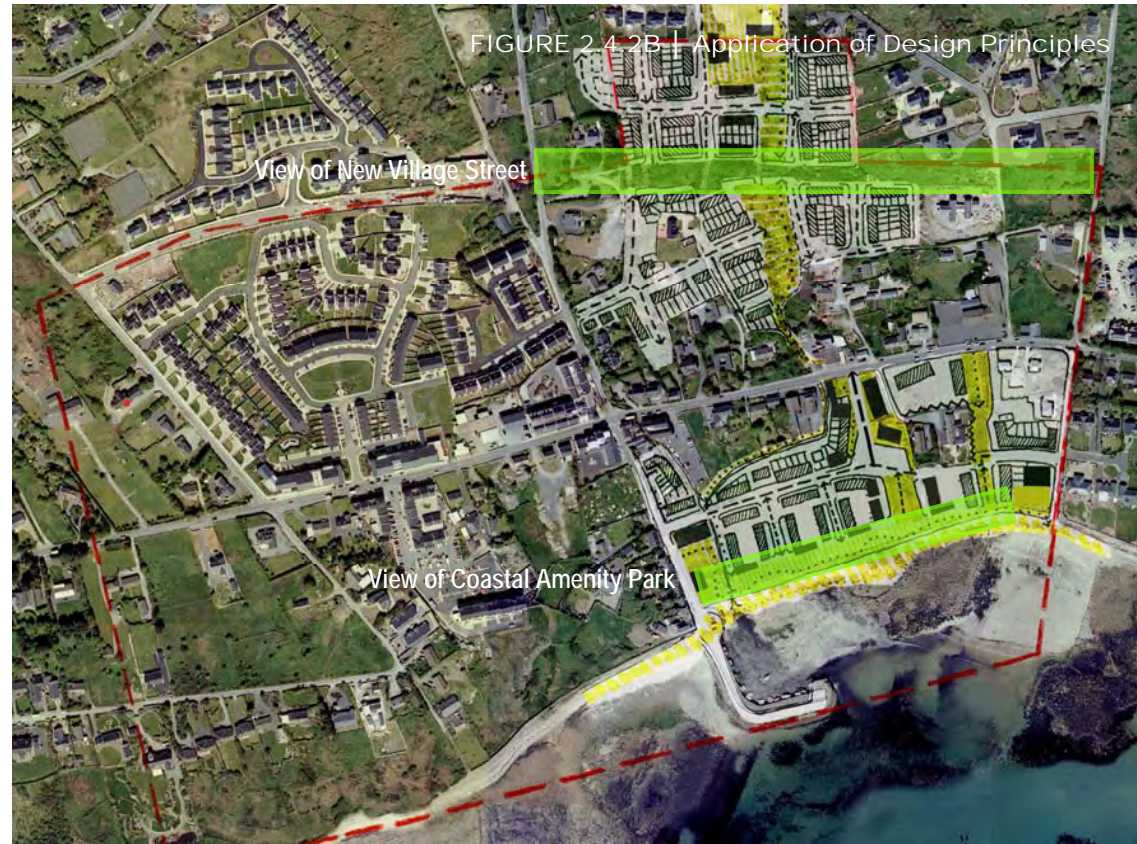 FIGURE 2.4.2B | Application of Design Principles
View of New Village Street
View of Coastal Amenity Park